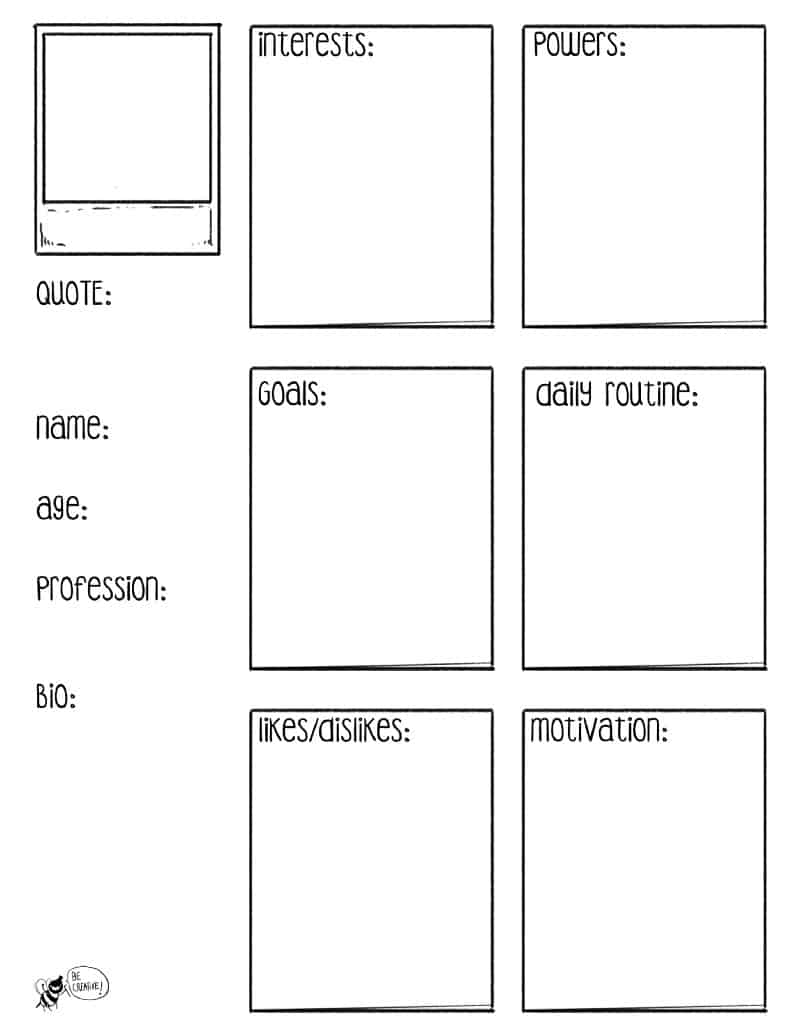 interests:
Powers:
QUOTE:
Goals:
daily routine:
name:
age:
Profession:
Bio:
likes/dislikes:
motivation:
BE
CREATIVE!